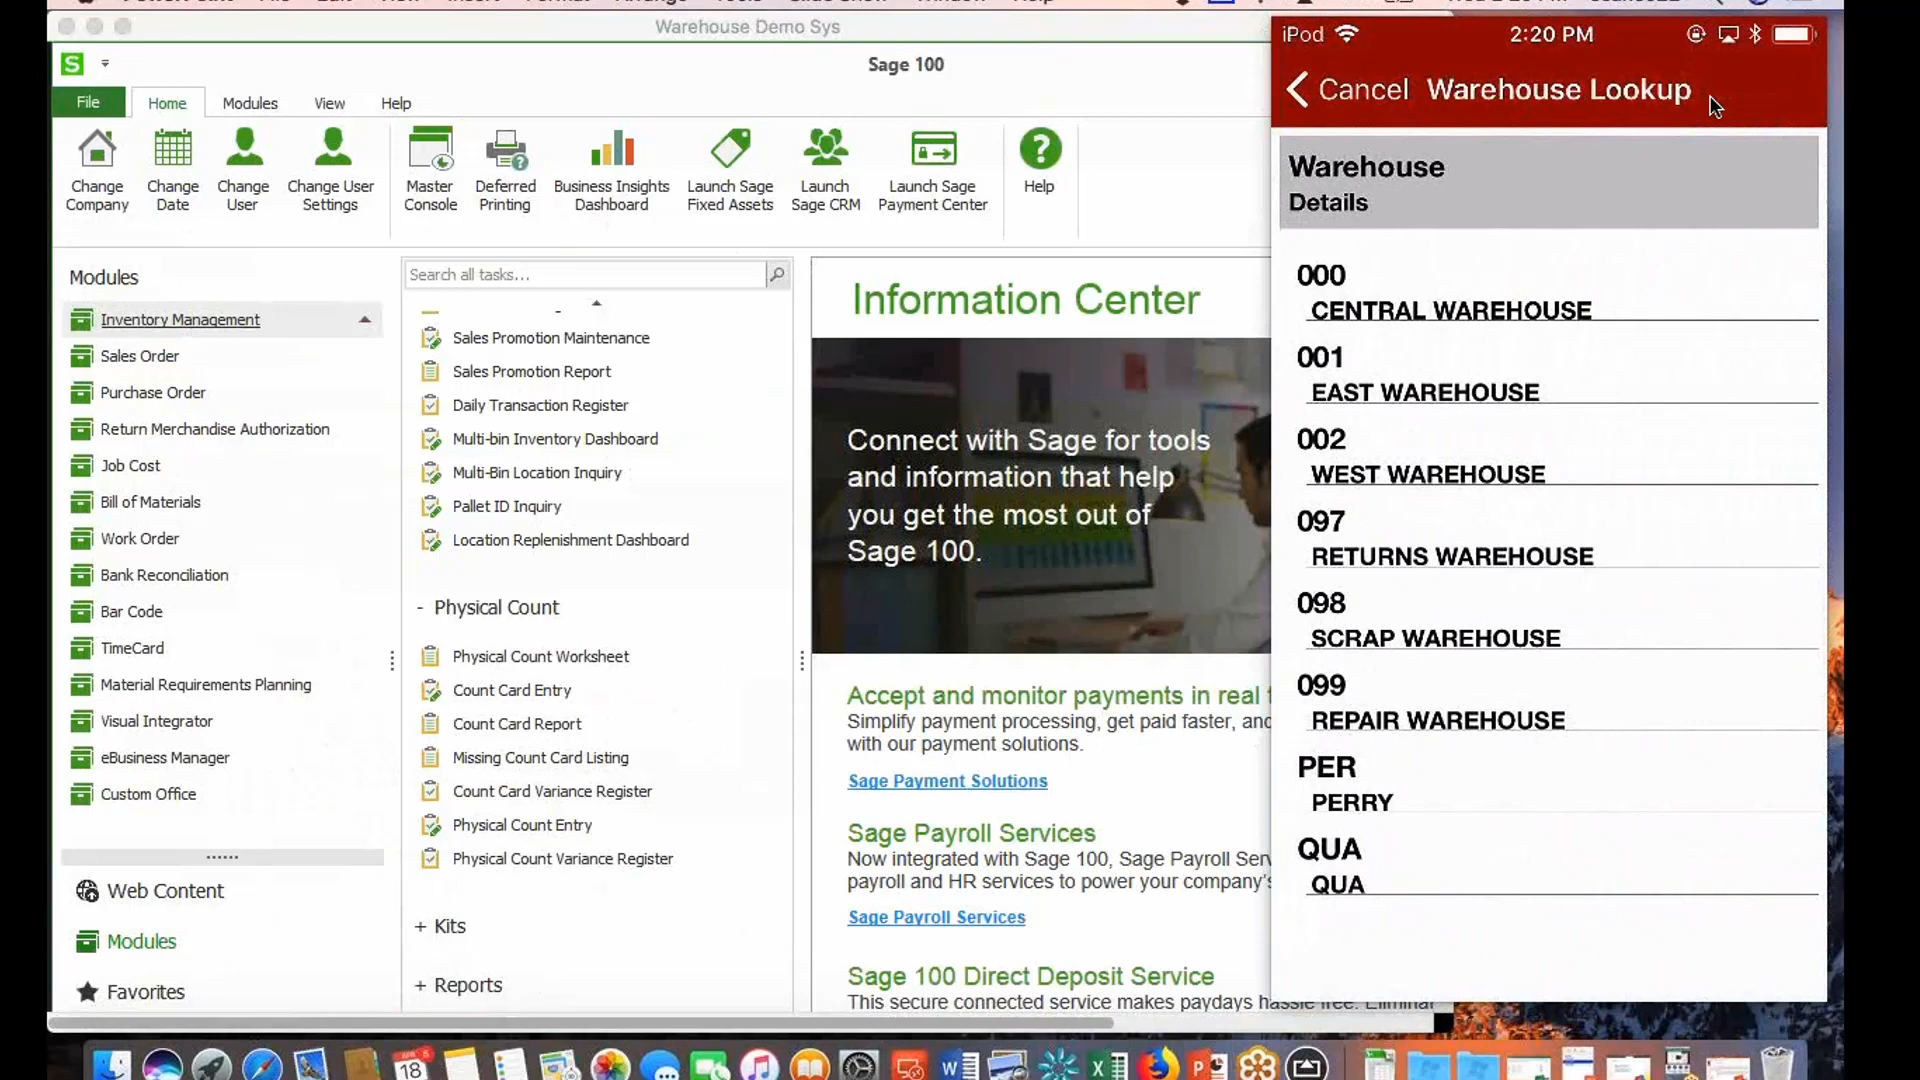 Warehouse Demo Sys
S
Sage 100
File
Home
Modules
View
Help
Change
Company
Change
Date
Change
User
Change User
Settings
Master
Console
Deferred
Printing
Business Insights
Dashboard
Launch Sage
Fixed Assets
Launch
Sage CRM
Launch Sage
Payment Center
Help
Modules
Inventory Management
Sales Order
Purchase Order
Return Merchandise Authorization
Job Cost
Bill of Materials
Work Order
Bank Reconciliation
Bar Code
TimeCard
Material Requirements Planning
Visual Integrator
eBusiness Manager
Custom Office
Web Content
Modules
Favorites
Search all tasks...
Sales Promotion Maintenance
Sales Promotion Report
Daily Transaction Register
Multi-bin Inventory Dashboard
Multi-Bin Location Inquiry
Pallet ID Inquiry
Location Replenishment Dashboard
- Physical Count
Physical Count Worksheet
Count Card Entry
Count Card Report
Missing Count Card Listing
Count Card Variance Register
Physical Count Entry
Physical Count Variance Register
+ Kits
+ Reports
Information Center
Connect with Sage for tools
and information that help
you get the most out of
Sage 100.
Accept and monitor payments in real
Simplify payment processing, get paid faster, and
with our payment solutions.
Sage Payment Solutions
Sage Payroll Services
Now integrated with Sage 100, Sage Payroll Serv
payroll and HR services to power your company's
Sage Payroll Services
Sage 100 Direct Deposit Service
This secure connected service makes paydays hassle free.
iPod
2:20 PM
Cancel
Warehouse Lookup
Warehouse
Details
000
CENTRAL WAREHOUSE
001
EAST WAREHOUSE
002
WEST WAREHOUSE
097
RETURNS WAREHOUSE
098
SCRAP WAREHOUSE
099
REPAIR WAREHOUSE
PER
PERRY
QUA
QUA
18